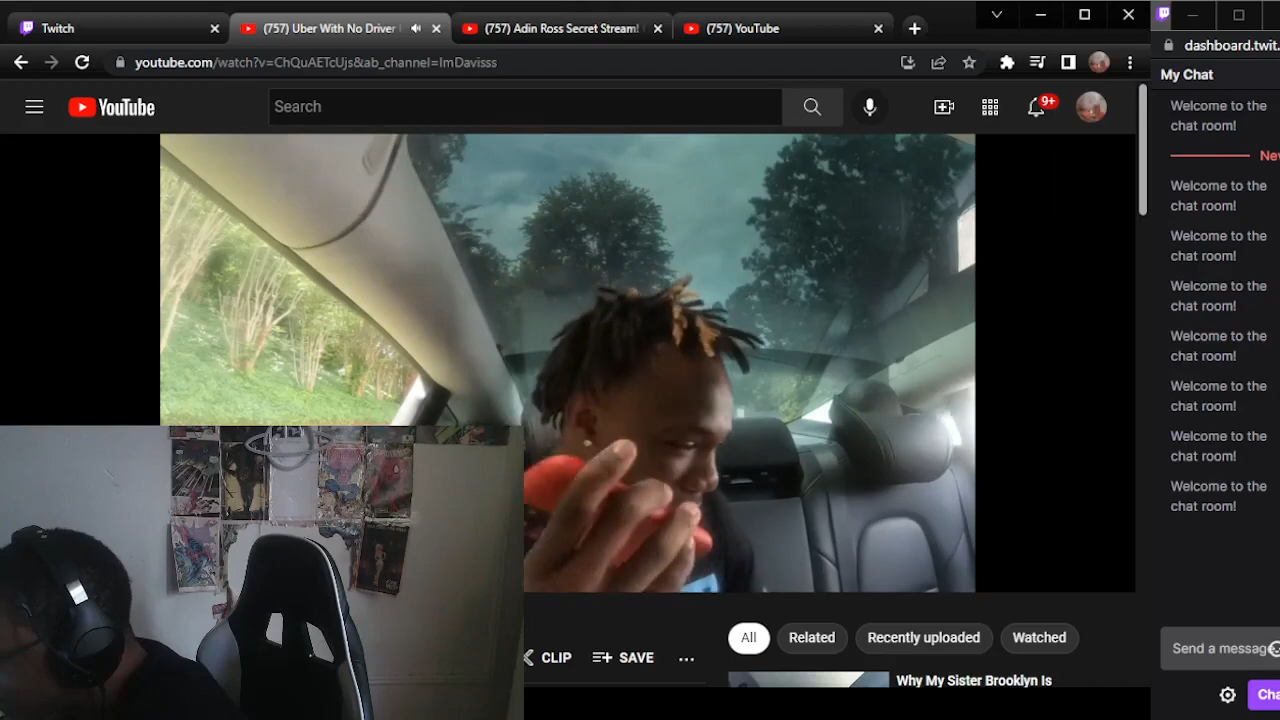 Twitch
(757) Uber With No Driver
(757) Adin Ross Secret Stream!
(757) YouTube
youtube.com/watch?v=ChQuAETcUjs&ab_channel=ImDavisss
dashboard.twit.
YouTube
Search
9+
My Chat
Welcome to the
chat room!
Welcome to the
chat room!
Welcome to the
chat room!
Welcome to the
chat room!
Welcome to the
chat room!
Welcome to the
chat room!
Welcome to the
chat room!
Welcome to the
chat room!
CLIP
SAVE
All
Related
Recently uploaded
Watched
Why My Sister Brooklyn Is
Send a message